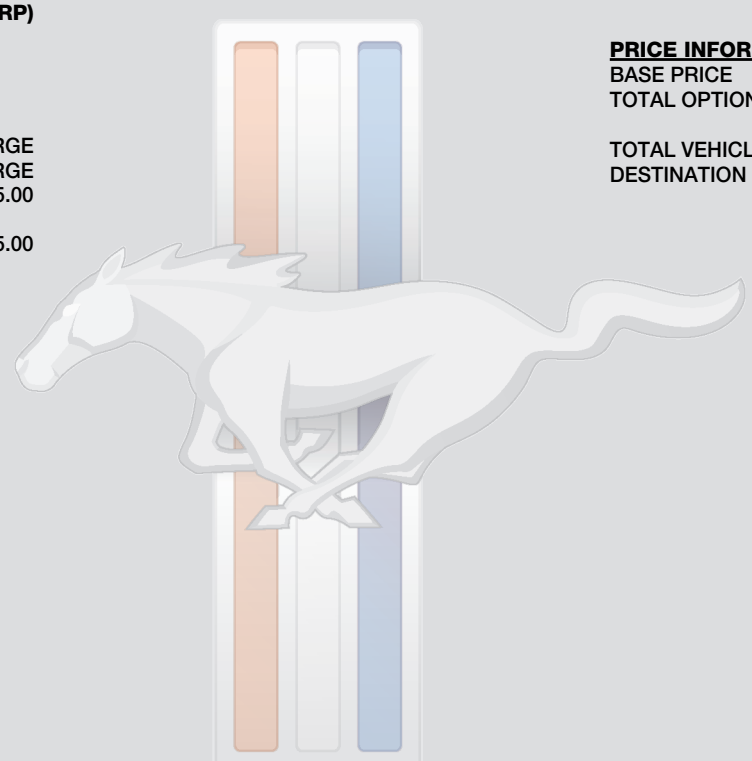 RP)
RGE
RGE
5.00
5.00
PRICE INFOR
BASE PRICE
TOTAL OPTION
TOTAL VEHICL
DESTINATION